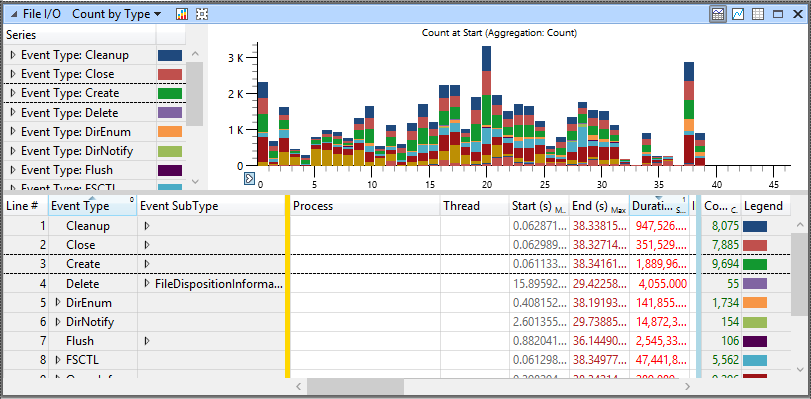 File I/O Count by Type
Series
Event Type: Cleanup
Event Type: Close
Event Type: Create
Event Type: Delete
Event Type: DirEnum
Event Type: DirNotify
Event Type: Flush
Event Type: FSCTL
Count at Start (Aggregation: Count)
3 K
2 K
1 K
0
0 5 10 15 20 25 30 35 40 45
Line # Event Type 0 Event SubType Process Thread Start (s) M... End (s) Max Durati... 1 S... Co... C... Legend
1 Cleanup 0.062871... 38.33815... 947,526.... 8,075
2 Close 0.062989... 38.32714... 351,529.... 7,885
3 Create 0.061133... 38.34161... 1,889,96... 9,694
4 Delete FileDispositionInforma... 15.89592... 29.42258... 4,055.000 55
5 DirEnum 0.408152... 38.19193... 141,855.... 1,734
6 DirNotify 2.601355... 29.73885... 14,872,3... 154
7 Flush 0.882041... 36.14490... 2,545,33... 106
8 FSCTL 0.061298... 38.34977... 47,441,8... 5,562